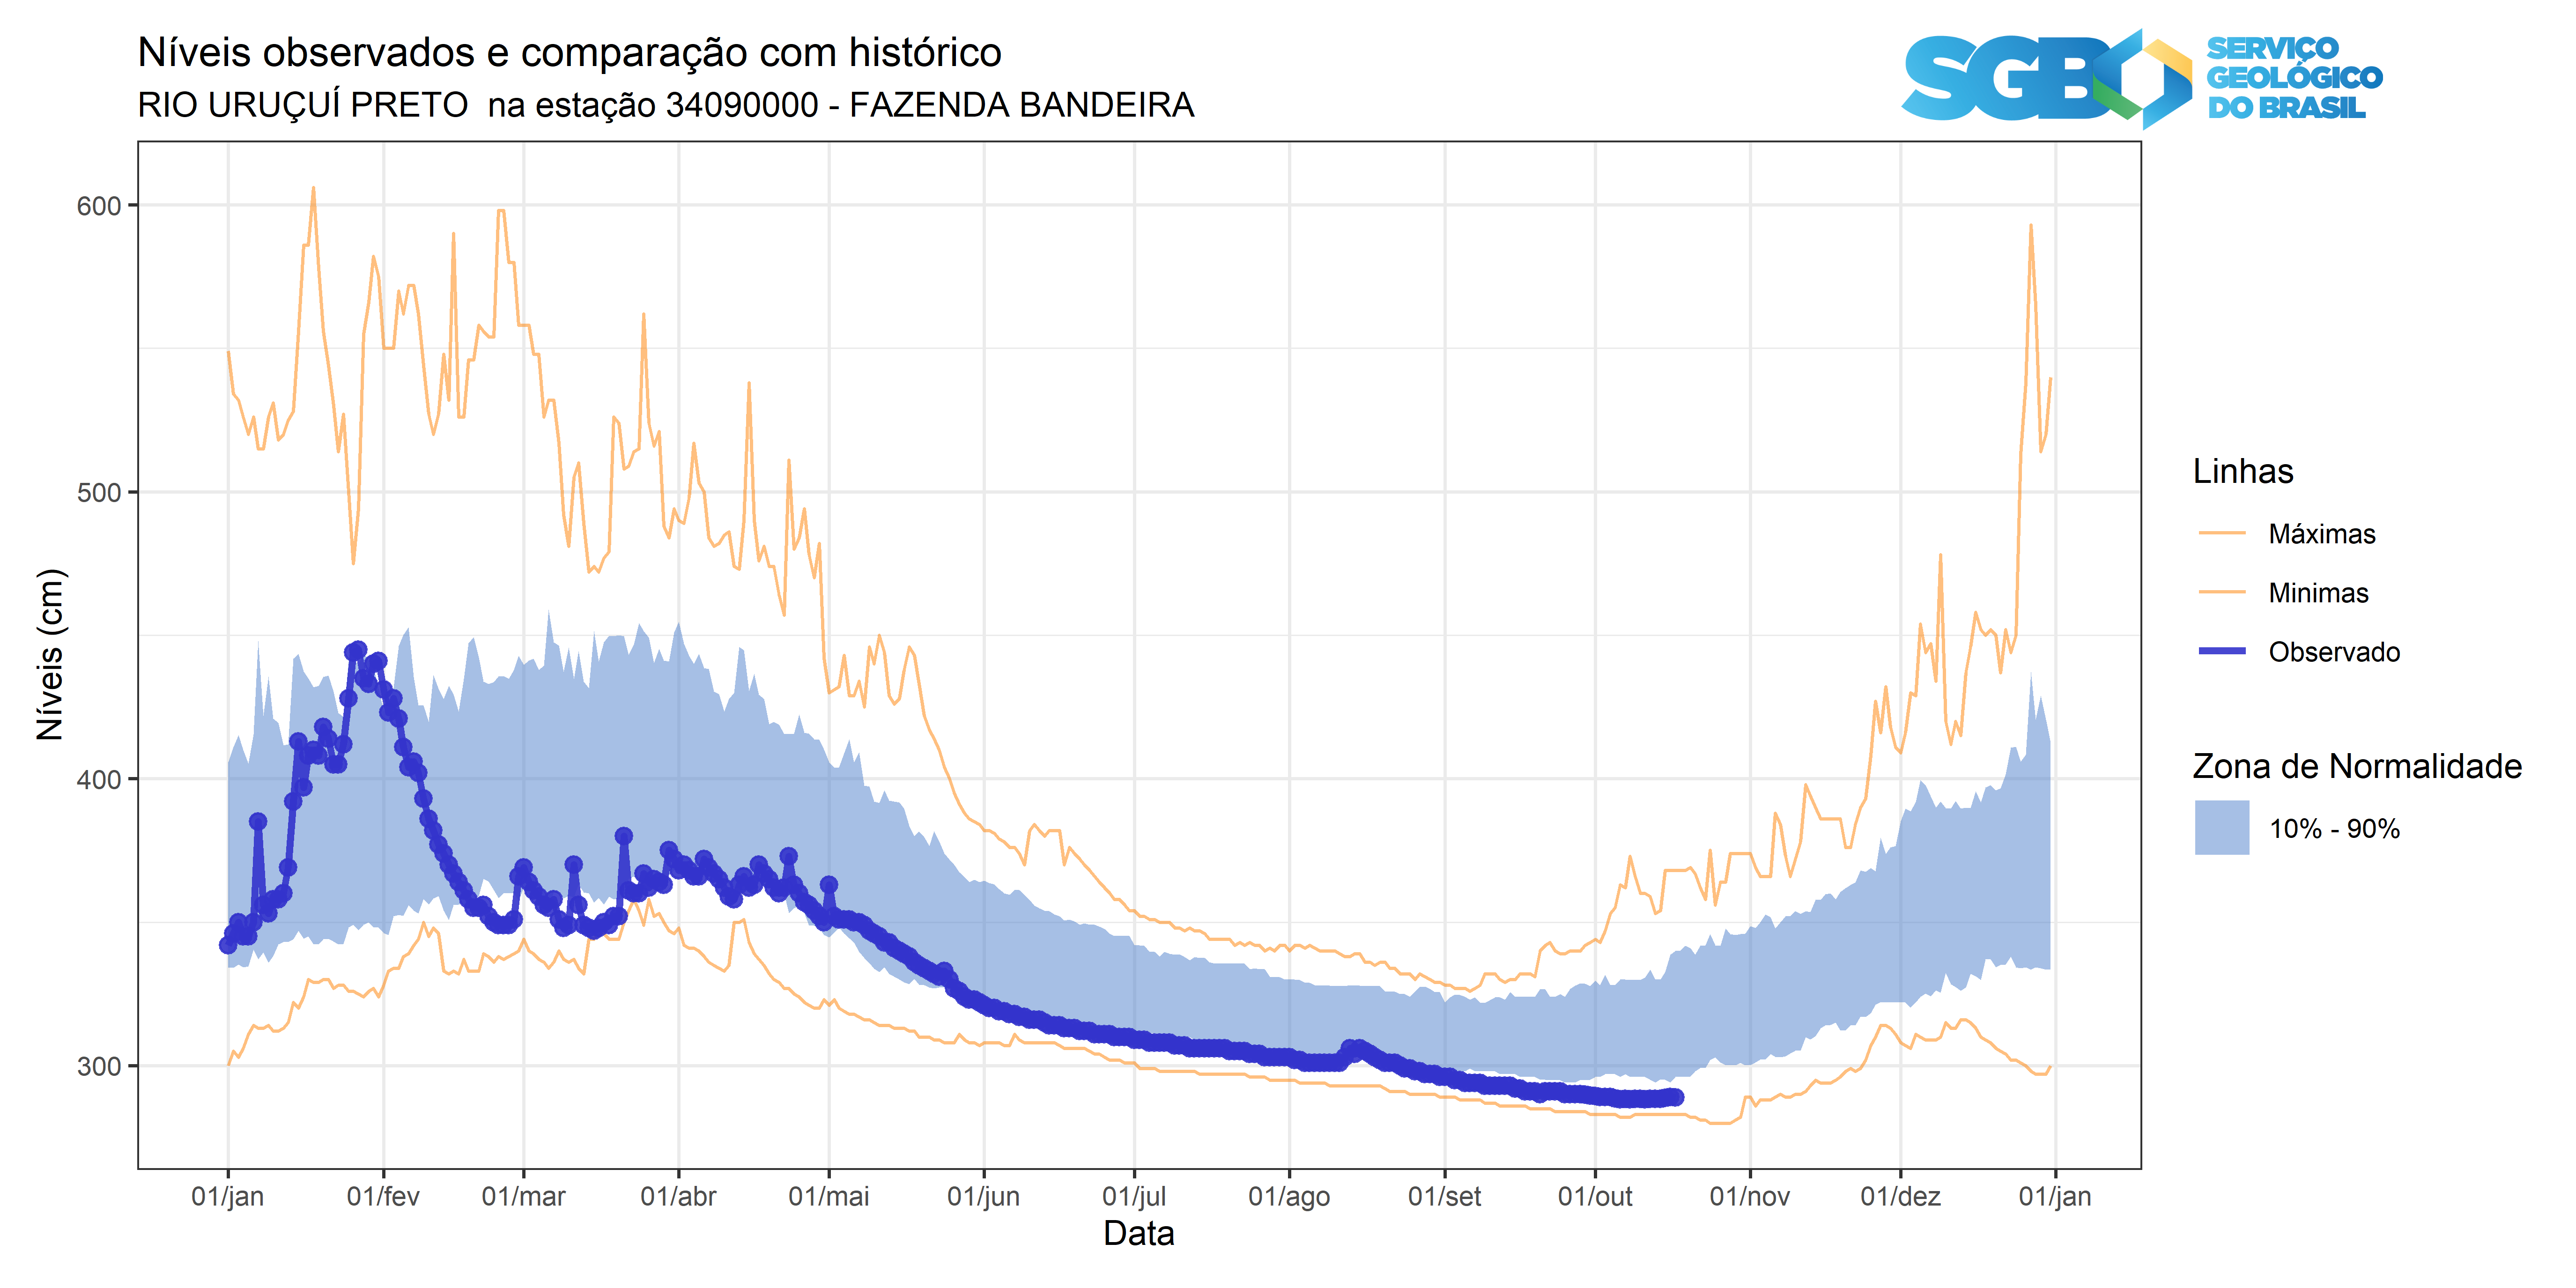 Níveis observados e comparação com histórico
RIO URUÇUÍ PRETO  na estação 34090000 - FAZENDA BANDEIRA
SGB
SERVIÇO
GEOLÓGICO
DO BRASIL
Níveis (cm)
600
500
400
300
01/jan
01/fev
01/mar
01/abr
01/mai
01/jun
01/jul
01/ago
01/set
01/out
01/nov
01/dez
01/jan
Data
Linhas
Máximas
Minimas
Observado
Zona de Normalidade
10% - 90%